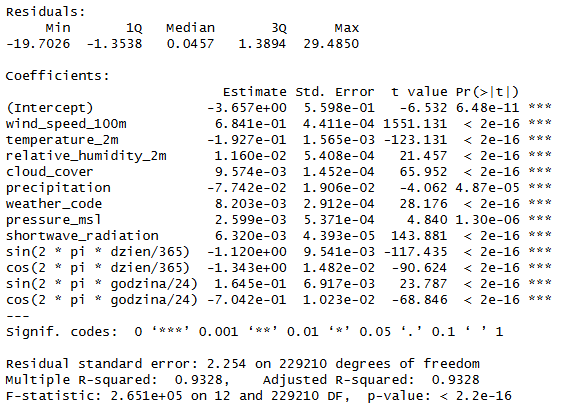 Residuals:
     Min       1Q   Median       3Q      Max
-19.7026  -1.3538   0.0457   1.3894  29.4850

Coefficients:
                          Estimate Std. Error  t value Pr(>|t|)
(Intercept)             -3.657e+00  5.598e-01   -6.532 6.48e-11 ***
wind_speed_100m          6.841e-01  4.411e-04 1551.131  < 2e-16 ***
temperature_2m          -1.927e-01  1.565e-03 -123.131  < 2e-16 ***
relative_humidity_2m     1.160e-02  5.408e-04   21.457  < 2e-16 ***
cloud_cover              9.574e-03  1.452e-04   65.952  < 2e-16 ***
precipitation           -7.742e-02  1.906e-02   -4.062 4.87e-05 ***
weather_code             8.203e-03  2.912e-04   28.176  < 2e-16 ***
pressure_msl             2.599e-03  5.371e-04    4.840 1.30e-06 ***
shortwave_radiation      6.320e-03  4.393e-05  143.881  < 2e-16 ***
sin(2 * pi * dzien/365) -1.120e+00  9.541e-03 -117.435  < 2e-16 ***
cos(2 * pi * dzien/365) -1.343e+00  1.482e-02  -90.624  < 2e-16 ***
sin(2 * pi * godzina/24) 1.645e-01  6.917e-03   23.787  < 2e-16 ***
cos(2 * pi * godzina/24) -7.042e-01 1.023e-02  -68.846  < 2e-16 ***
---
Signif. codes:  0 ‘***’ 0.001 ‘**’ 0.01 ‘*’ 0.05 ‘.’ 0.1 ‘ ’ 1

Residual standard error: 2.254 on 229210 degrees of freedom
Multiple R-squared:  0.9328,    Adjusted R-squared:  0.9328
F-statistic: 2.651e+05 on 12 and 229210 DF,  p-value: < 2.2e-16